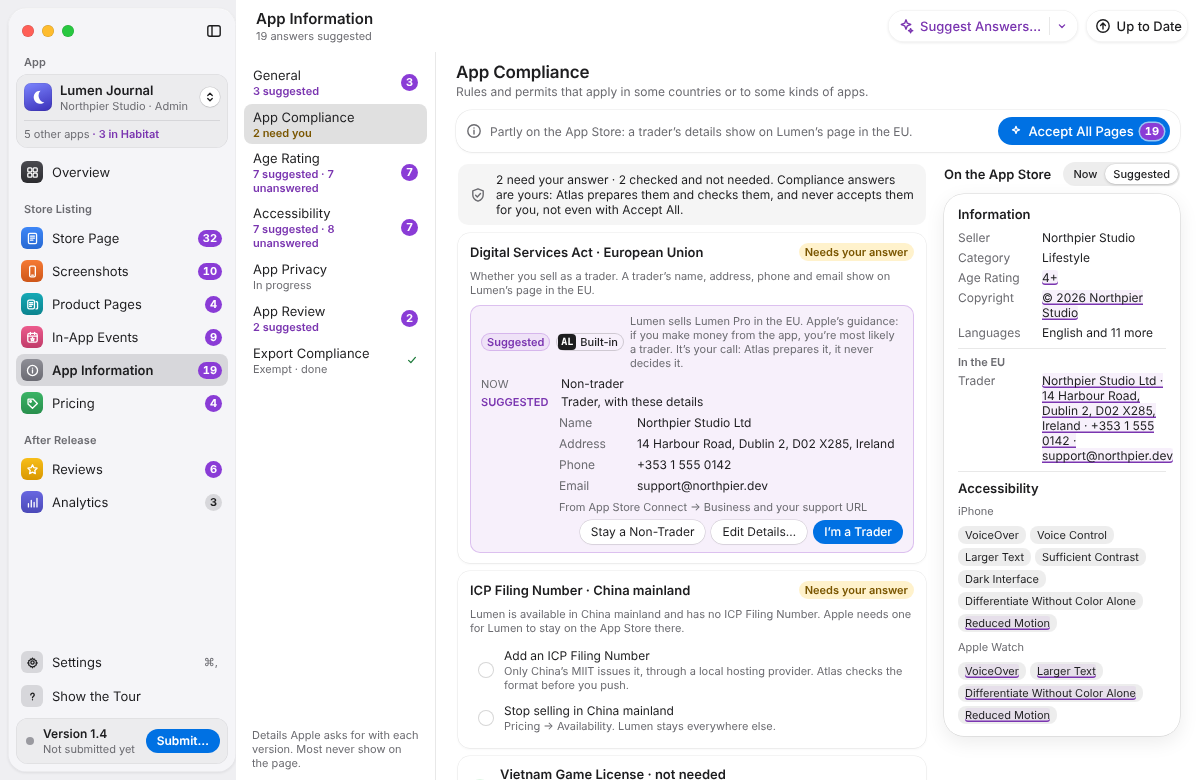 App
Lumen Journal
Northpier Studio · Admin
5 other apps · 3 in Habitat
Overview
Store Listing
Store Page 32
Screenshots 10
Product Pages 4
In-App Events 9
App Information 19
Pricing 4
After Release
Reviews 6
Analytics 3
Settings ⌘,
? Show the Tour
Version 1.4
Not submitted yet
Submit...
App Information
19 answers suggested
Suggest Answers...
Up to Date
General 3
3 suggested
App Compliance
2 need you
Age Rating
7 suggested · 7
unanswered
7
Accessibility
7 suggested · 8
unanswered
7
App Privacy
In progress
App Review
2 suggested
2
Export Compliance
Exempt · done
Details Apple asks for with each
version. Most never show on
the page.
App Compliance
Rules and permits that apply in some countries or to some kinds of apps.
Partly on the App Store: a trader’s details show on Lumen’s page in the EU.
Accept All Pages 19
2 need your answer · 2 checked and not needed. Compliance answers
are yours: Atlas prepares them and checks them, and never accepts them
for you, not even with Accept All.
Digital Services Act · European Union
Needs your answer
Whether you sell as a trader. A trader’s name, address, phone and email show on
Lumen’s page in the EU.
Suggested
AL Built-in
Lumen sells Lumen Pro in the EU. Apple’s guidance:
if you make money from the app, you’re most likely
a trader. It’s your call: Atlas prepares it, it never
decides it.
NOW Non-trader
SUGGESTED Trader, with these details
Name Northpier Studio Ltd
Address 14 Harbour Road, Dublin 2, D02 X285, Ireland
Phone +353 1 555 0142
Email support@northpier.dev
From App Store Connect → Business and your support URL
Stay a Non-Trader
Edit Details...
I’m a Trader
ICP Filing Number · China mainland
Needs your answer
Lumen is available in China mainland and has no ICP Filing Number. Apple needs one
for Lumen to stay on the App Store there.
Add an ICP Filing Number
Only China’s MIIT issues it, through a local hosting provider. Atlas checks the
format before you push.
Stop selling in China mainland
Pricing → Availability. Lumen stays everywhere else.
Vietnam Game License · not needed
On the App Store
Now
Suggested
Information
Seller Northpier Studio
Category Lifestyle
Age Rating 4+
Copyright © 2026 Northpier
Studio
Languages English and 11 more
In the EU
Trader Northpier Studio Ltd ·
14 Harbour Road,
Dublin 2, D02 X285,
Ireland · +353 1 555
0142 ·
support@northpier.dev
Accessibility
iPhone
VoiceOver Voice Control
Larger Text Sufficient Contrast
Dark Interface
Differentiate Without Color Alone
Reduced Motion
Apple Watch
VoiceOver Larger Text
Differentiate Without Color Alone
Reduced Motion